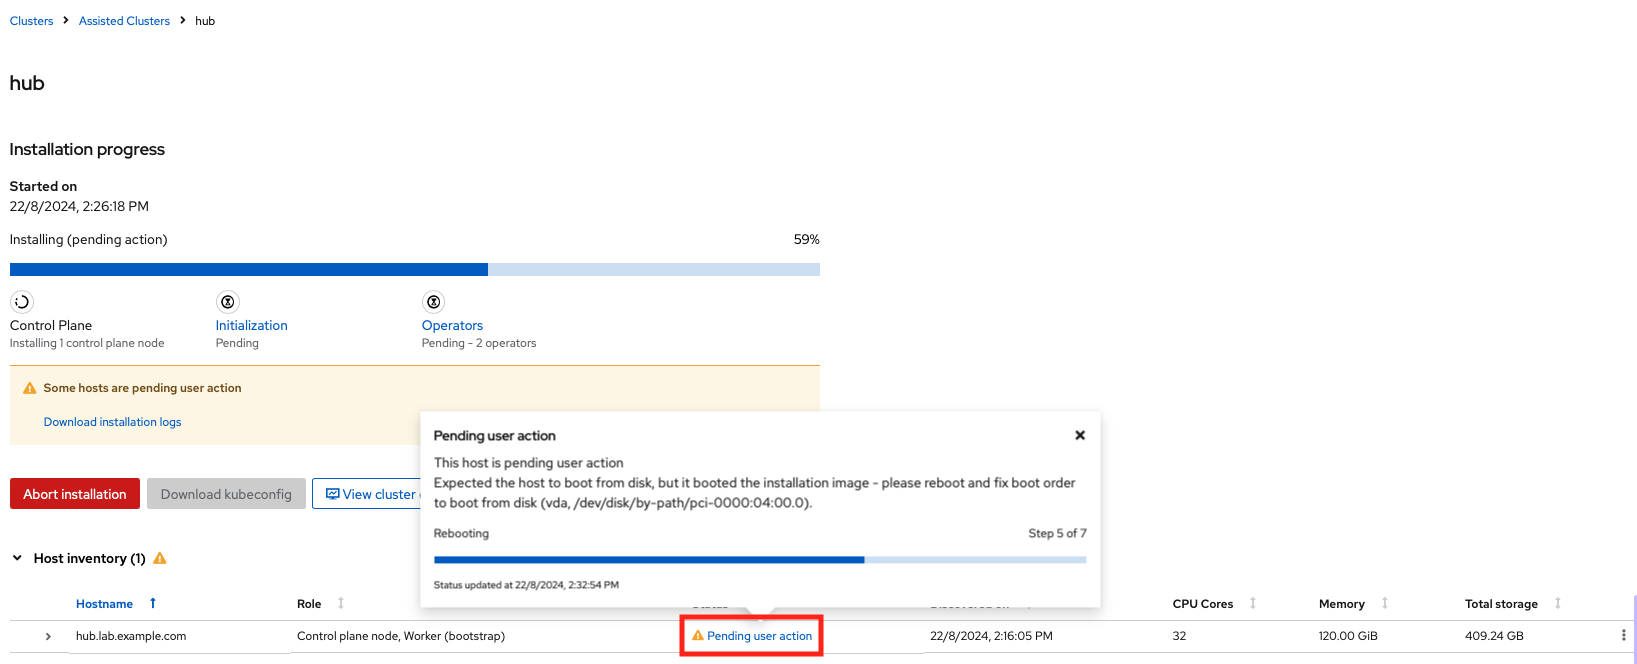 Clusters > Assisted Clusters > hub
hub
Installation progress
Started on
22/8/2024, 2:26:18 PM
Installing (pending action) 59%
Control Plane Initialization Operators
Installing 1 control plane node Pending Pending - 2 operators
Some hosts are pending user action
Download installation logs
Pending user action
This host is pending user action
Expected the host to boot from disk, but it booted the installation image - please reboot and fix boot order
to boot from disk (vda, /dev/disk/by-path/pci-0000:04:00.0).
Rebooting Step 5 of 7
Status updated at 22/8/2024, 2:32:54 PM
Abort installation Download kubeconfig View cluster
Host inventory (1)
Hostname Role CPU Cores Memory Total storage
hub.lab.example.com Control plane node, Worker (bootstrap) Pending user action 22/8/2024, 2:16:05 PM 32 120.00 GiB 409.24 GB